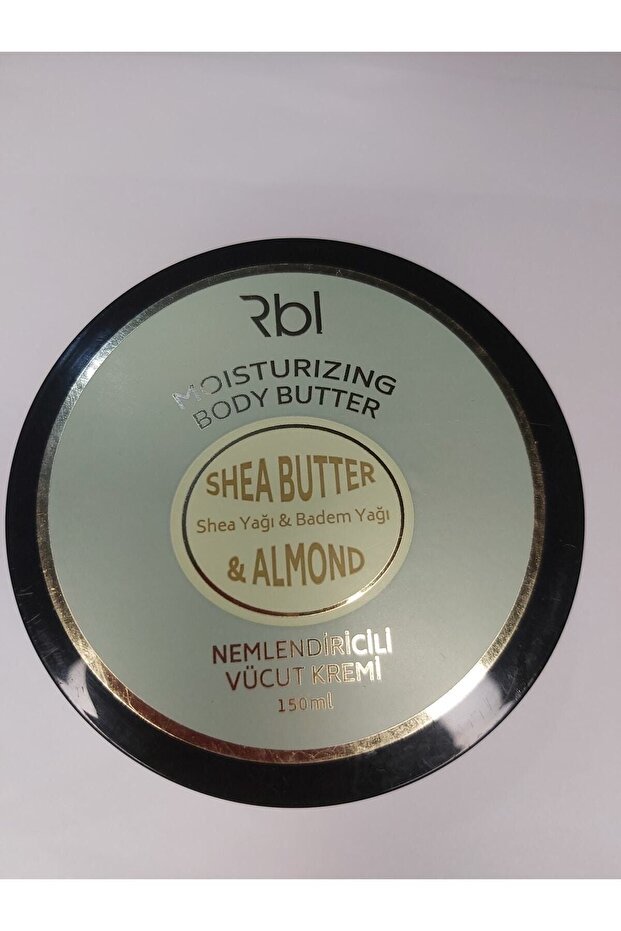 Rbl
MOISTURIZING
BODY BUTTER
SHEA BUTTER
Shea Yağı & Badem Yağı
& ALMOND
NEMLENDİRİCİLİ
VÜCUT KREMİ
150ml